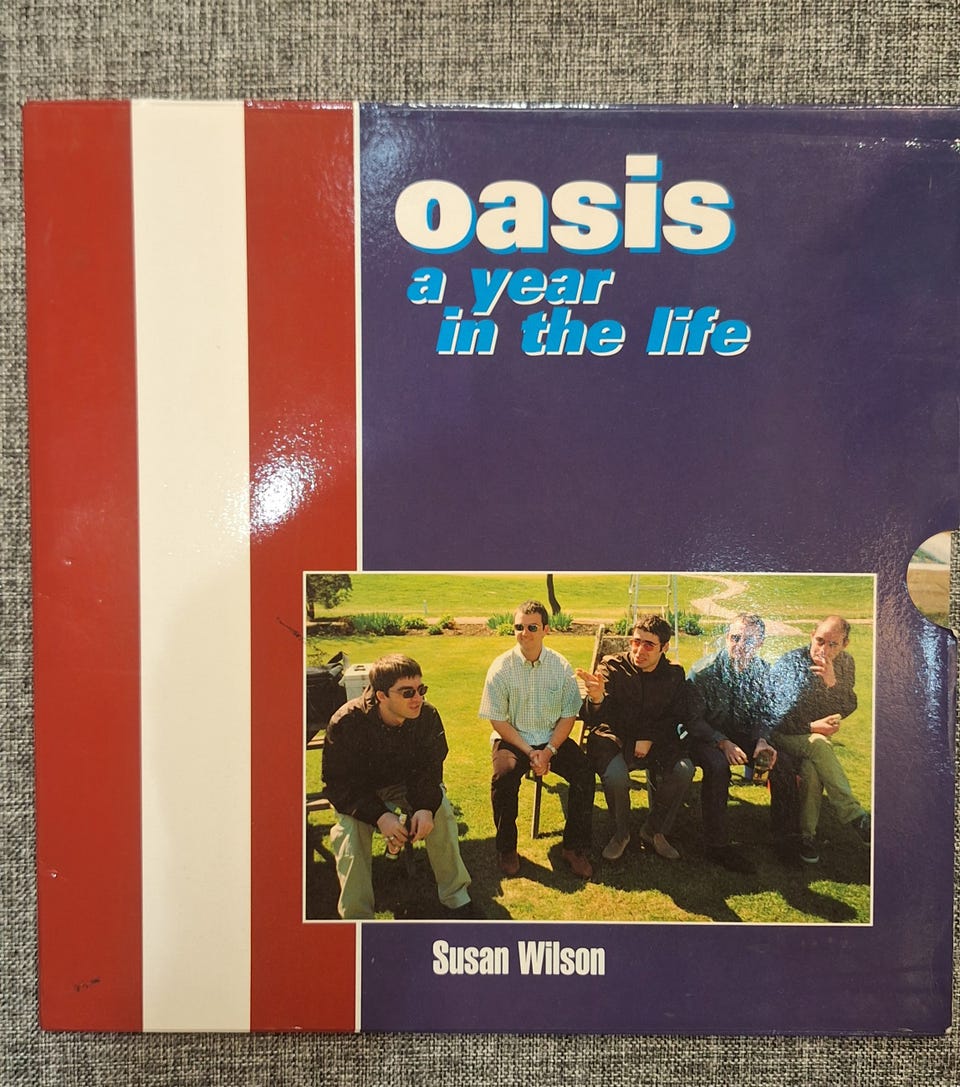 oasis
a year
in the life
Susan Wilson